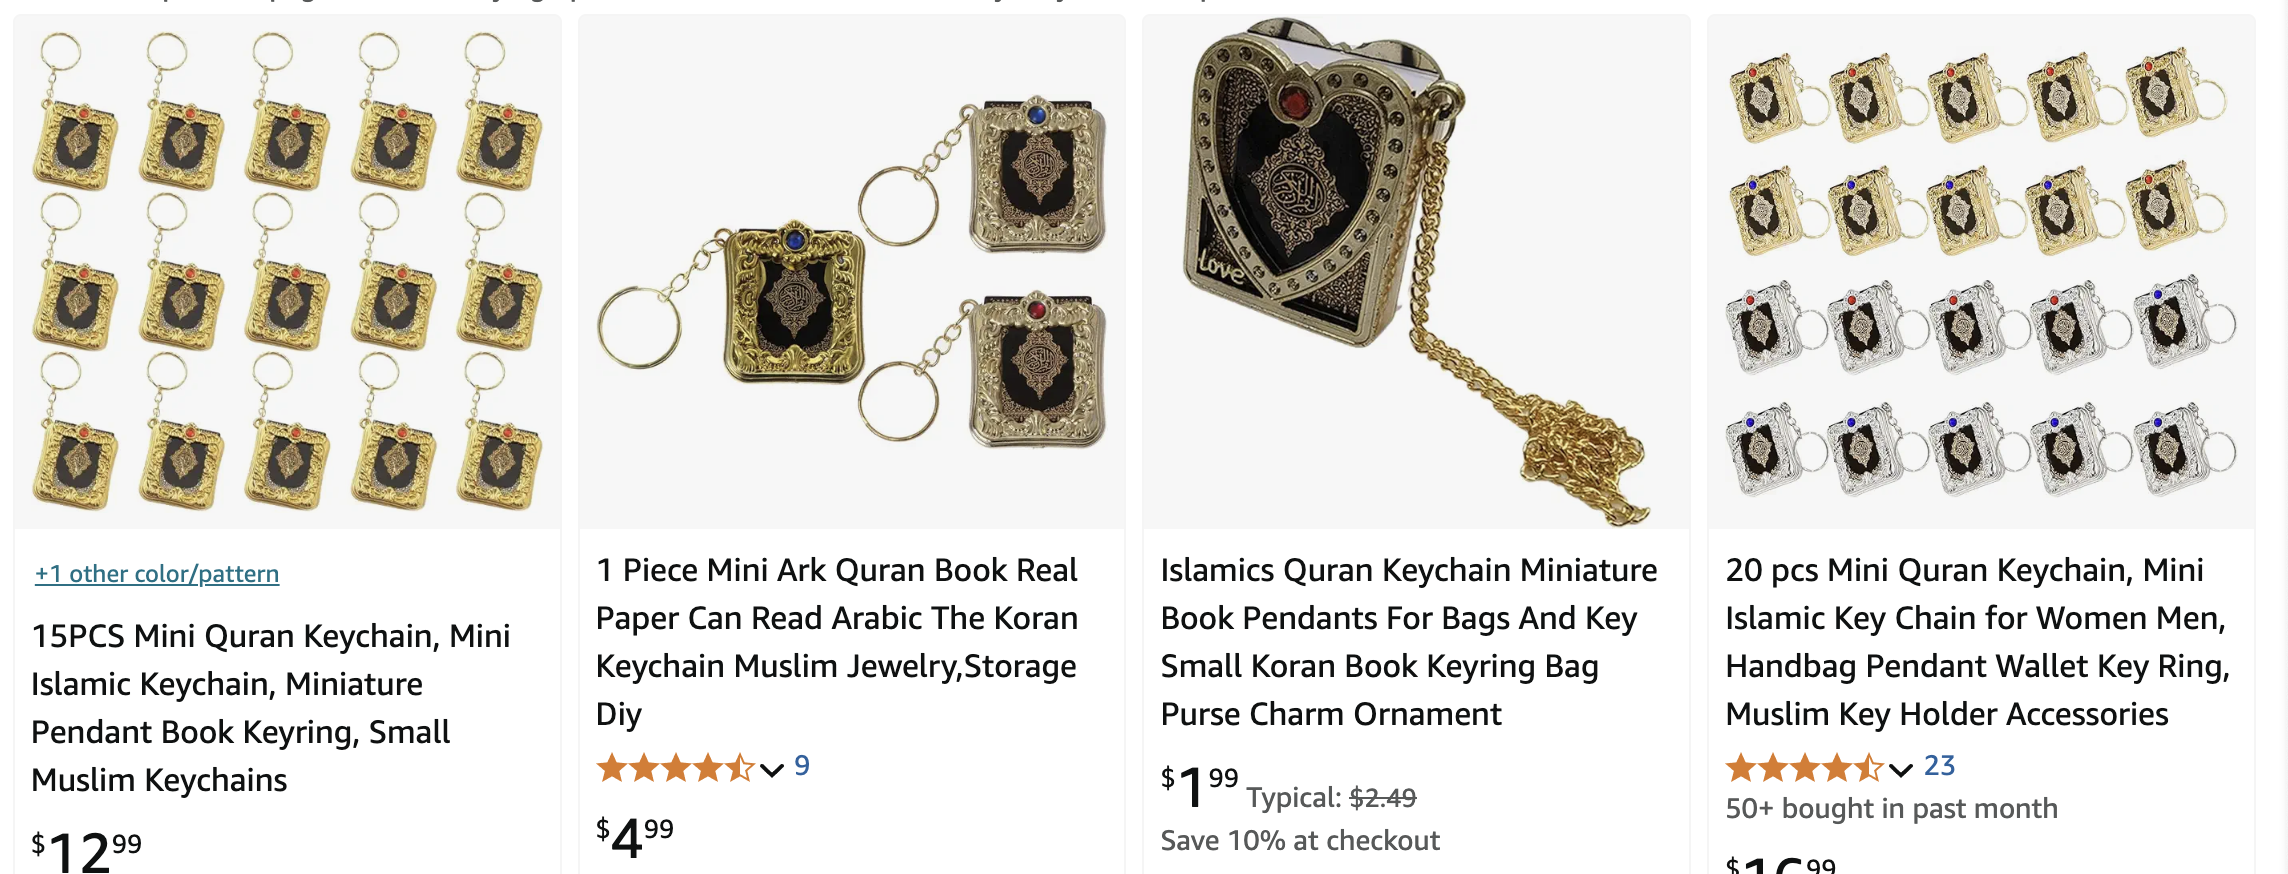 +1 other color/pattern
15PCS Mini Quran Keychain, Mini
Islamic Keychain, Miniature
Pendant Book Keyring, Small
Muslim Keychains
$12.99
1 Piece Mini Ark Quran Book Real
Paper Can Read Arabic The Koran
Keychain Muslim Jewelry,Storage
Diy
9
$4.99
Love
Islamics Quran Keychain Miniature
Book Pendants For Bags And Key
Small Koran Book Keyring Bag
Purse Charm Ornament
$1.99 Typical: $2.49
Save 10% at checkout
20 pcs Mini Quran Keychain, Mini
Islamic Key Chain for Women Men,
Handbag Pendant Wallet Key Ring,
Muslim Key Holder Accessories
23
50+ bought in past month
$16.99